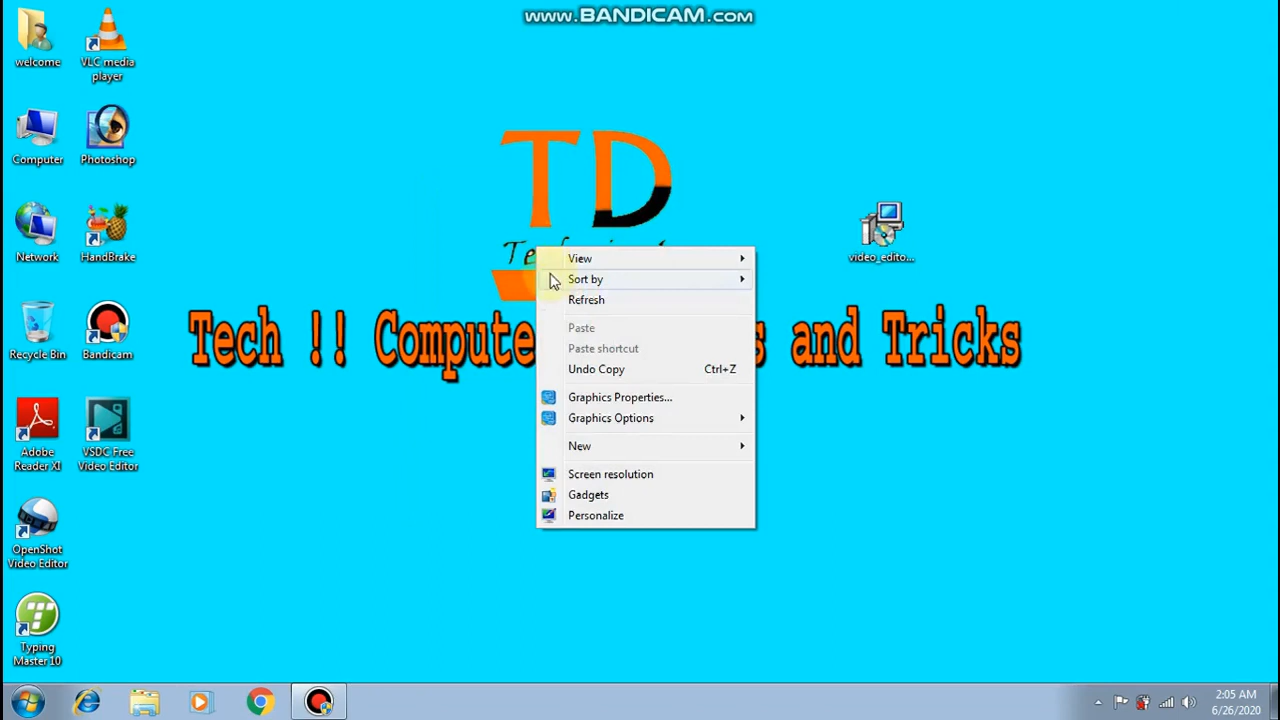 www.BANDICAM.com
welcome
VLC media
player
Computer
Photoshop
Network
HandBrake
Recycle Bin
Bandicam
Adobe
Reader XI
VSDC Free
Video Editor
OpenShot
Video Editor
Typing
Master 10
video_edito...
TD
Tech !! Compute
and Tricks
View
Sort by
Refresh
Paste
Paste shortcut
Undo Copy Ctrl+Z
Graphics Properties...
Graphics Options
New
Screen resolution
Gadgets
Personalize
2:05 AM
6/26/2020